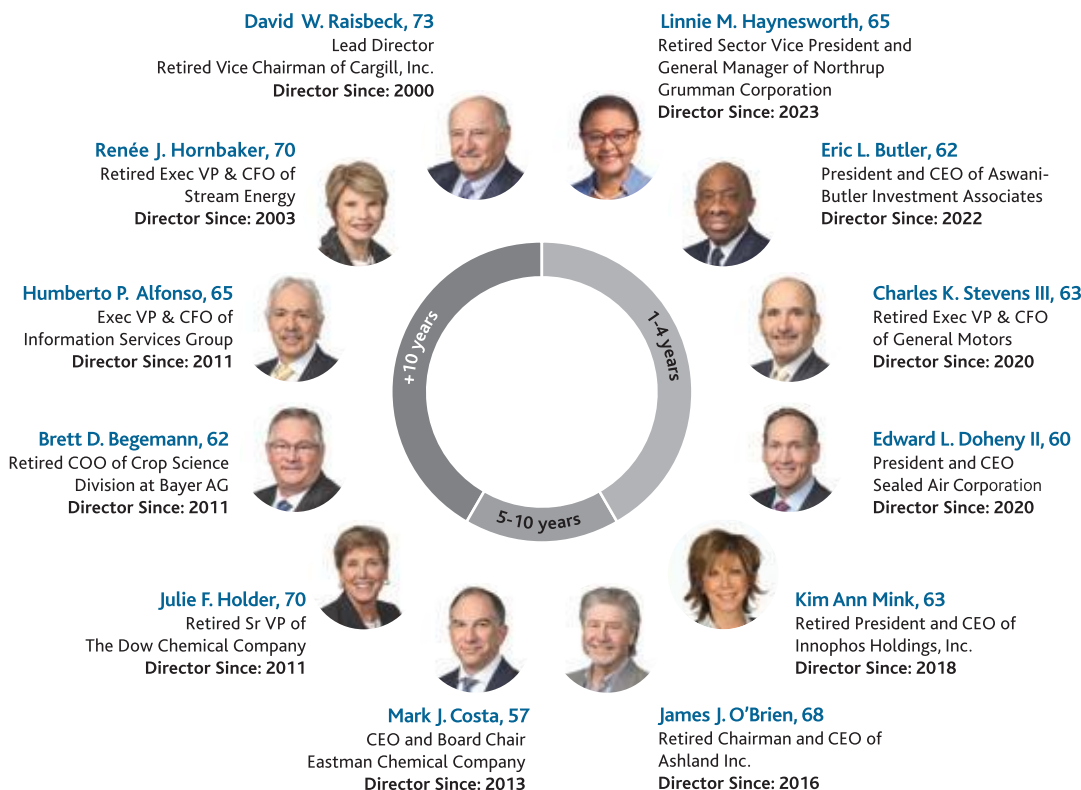 David W. Raisbeck, 73
Lead Director
Retired Vice Chairman of Cargill, Inc.
Director Since: 2000
Linnie M. Haynesworth, 65
Retired Sector Vice President and
General Manager of Northrup
Grumman Corporation
Director Since: 2023
Renée J. Hornbaker, 70
Retired Exec VP & CFO of
Stream Energy
Director Since: 2003
Eric L. Butler, 62
President and CEO of Aswani-
Butler Investment Associates
Director Since: 2022
Humberto P. Alfonso, 65
Exec VP & CFO of
Information Services Group
Director Since: 2011
Charles K. Stevens III, 63
Retired Exec VP & CFO
of General Motors
Director Since: 2020
+10 years
1-4 years
5-10 years
Brett D. Begemann, 62
Retired COO of Crop Science
Division at Bayer AG
Director Since: 2011
Edward L. Doheny II, 60
President and CEO
Sealed Air Corporation
Director Since: 2020
Julie F. Holder, 70
Retired Sr VP of
The Dow Chemical Company
Director Since: 2011
Kim Ann Mink, 63
Retired President and CEO of
Innophos Holdings, Inc.
Director Since: 2018
Mark J. Costa, 57
CEO and Board Chair
Eastman Chemical Company
Director Since: 2013
James J. O’Brien, 68
Retired Chairman and CEO of
Ashland Inc.
Director Since: 2016